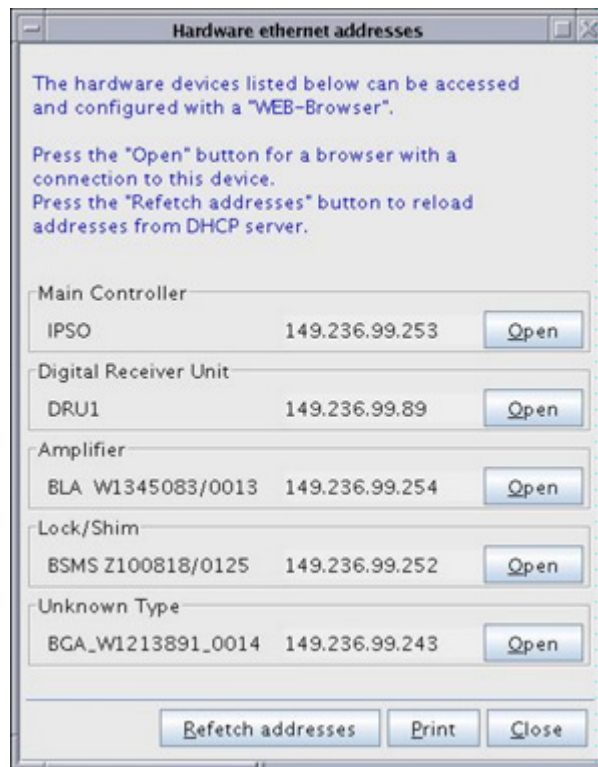 Hardware ethernet addresses
The hardware devices listed below can be accessed
and configured with a "WEB-Browser".
Press the "Open" button for a browser with a
connection to this device.
Press the "Refetch addresses" button to reload
addresses from DHCP server.
Main Controller
IPSO 149.236.99.253 Open
Digital Receiver Unit
DRU1 149.236.99.89 Open
Amplifier
BLA W1345083/0013 149.236.99.254 Open
Lock/Shim
BSMS Z100818/0125 149.236.99.252 Open
Unknown Type
BGA_W1213891_0014 149.236.99.243 Open
Refetch addresses Print Close